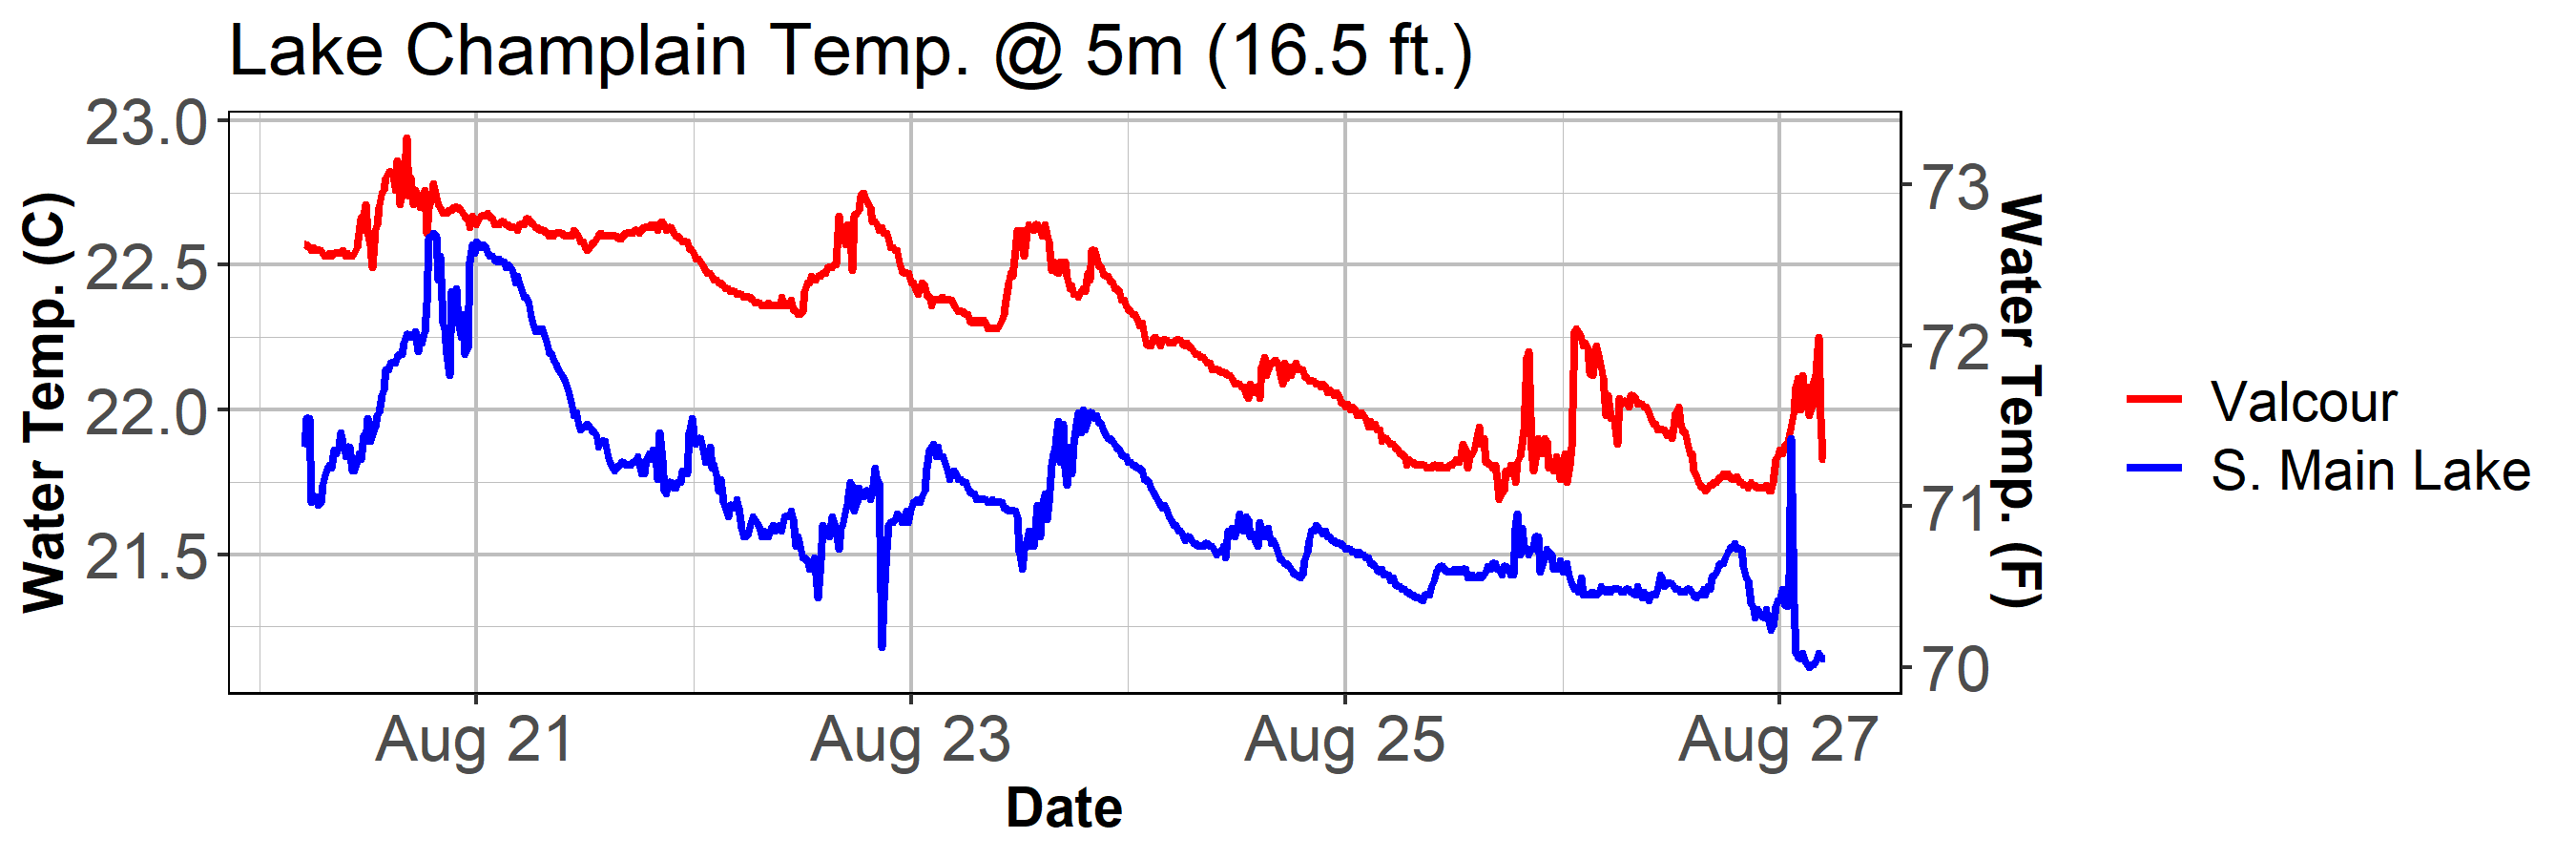 Lake Champlain Temp. @ 5m (16.5 ft.)
Water Temp. (C)
23.0
22.5
22.0
21.5
73
72
71
70
Water Temp. (F)
Aug 21
Aug 23
Aug 25
Aug 27
Date
Valcour
S. Main Lake